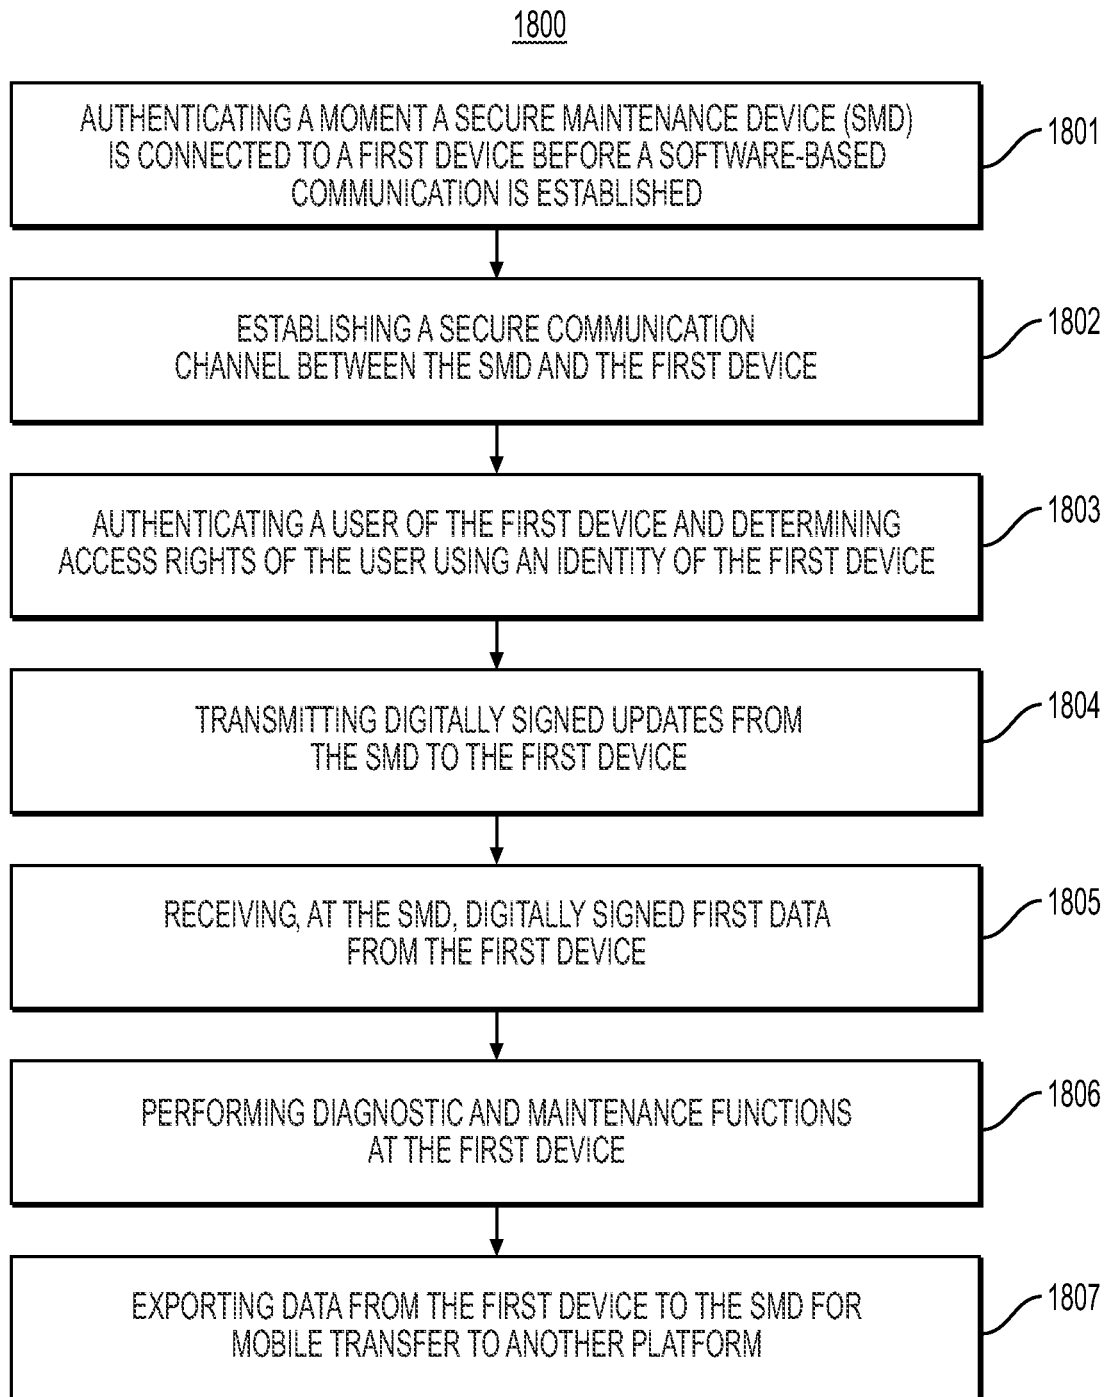 1800
AUTHENTICATING A MOMENT A SECURE MAINTENANCE DEVICE (SMD)
IS CONNECTED TO A FIRST DEVICE BEFORE A SOFTWARE-BASED
COMMUNICATION IS ESTABLISHED
1801
ESTABLISHING A SECURE COMMUNICATION
CHANNEL BETWEEN THE SMD AND THE FIRST DEVICE
1802
AUTHENTICATING A USER OF THE FIRST DEVICE AND DETERMINING
ACCESS RIGHTS OF THE USER USING AN IDENTITY OF THE FIRST DEVICE
1803
TRANSMITTING DIGITALLY SIGNED UPDATES FROM
THE SMD TO THE FIRST DEVICE
1804
RECEIVING, AT THE SMD, DIGITALLY SIGNED FIRST DATA
FROM THE FIRST DEVICE
1805
PERFORMING DIAGNOSTIC AND MAINTENANCE FUNCTIONS
AT THE FIRST DEVICE
1806
EXPORTING DATA FROM THE FIRST DEVICE TO THE SMD FOR
MOBILE TRANSFER TO ANOTHER PLATFORM
1807